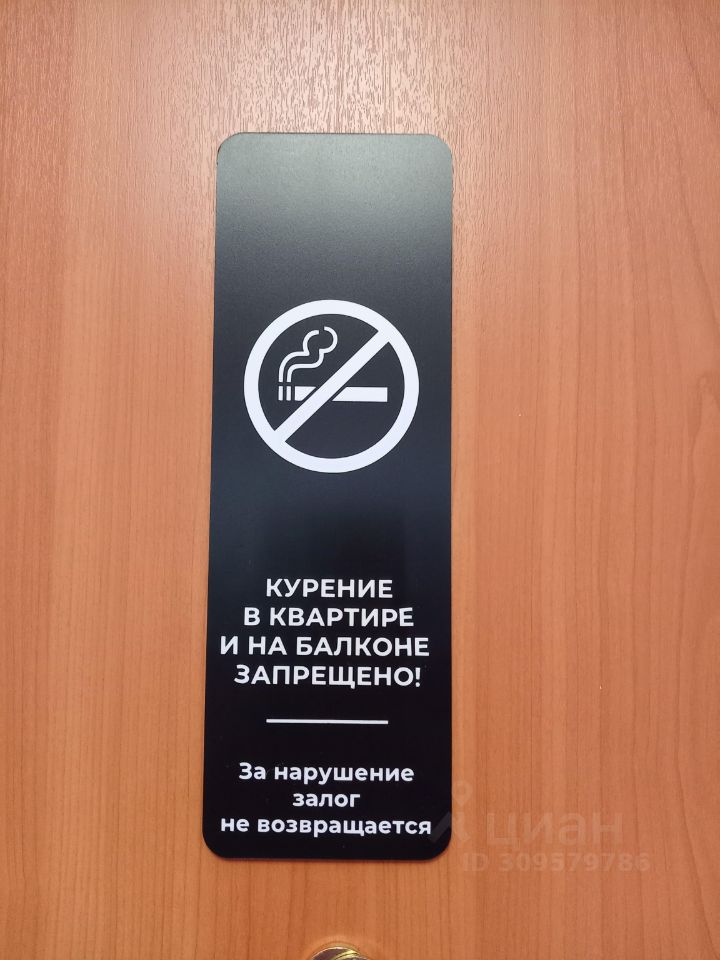 КУРЕНИЕ
В КВАРТИРЕ
И НА БАЛКОНЕ
ЗАПРЕЩЕНО!
За нарушение
залог
не возвращается
циан
ID 309579786